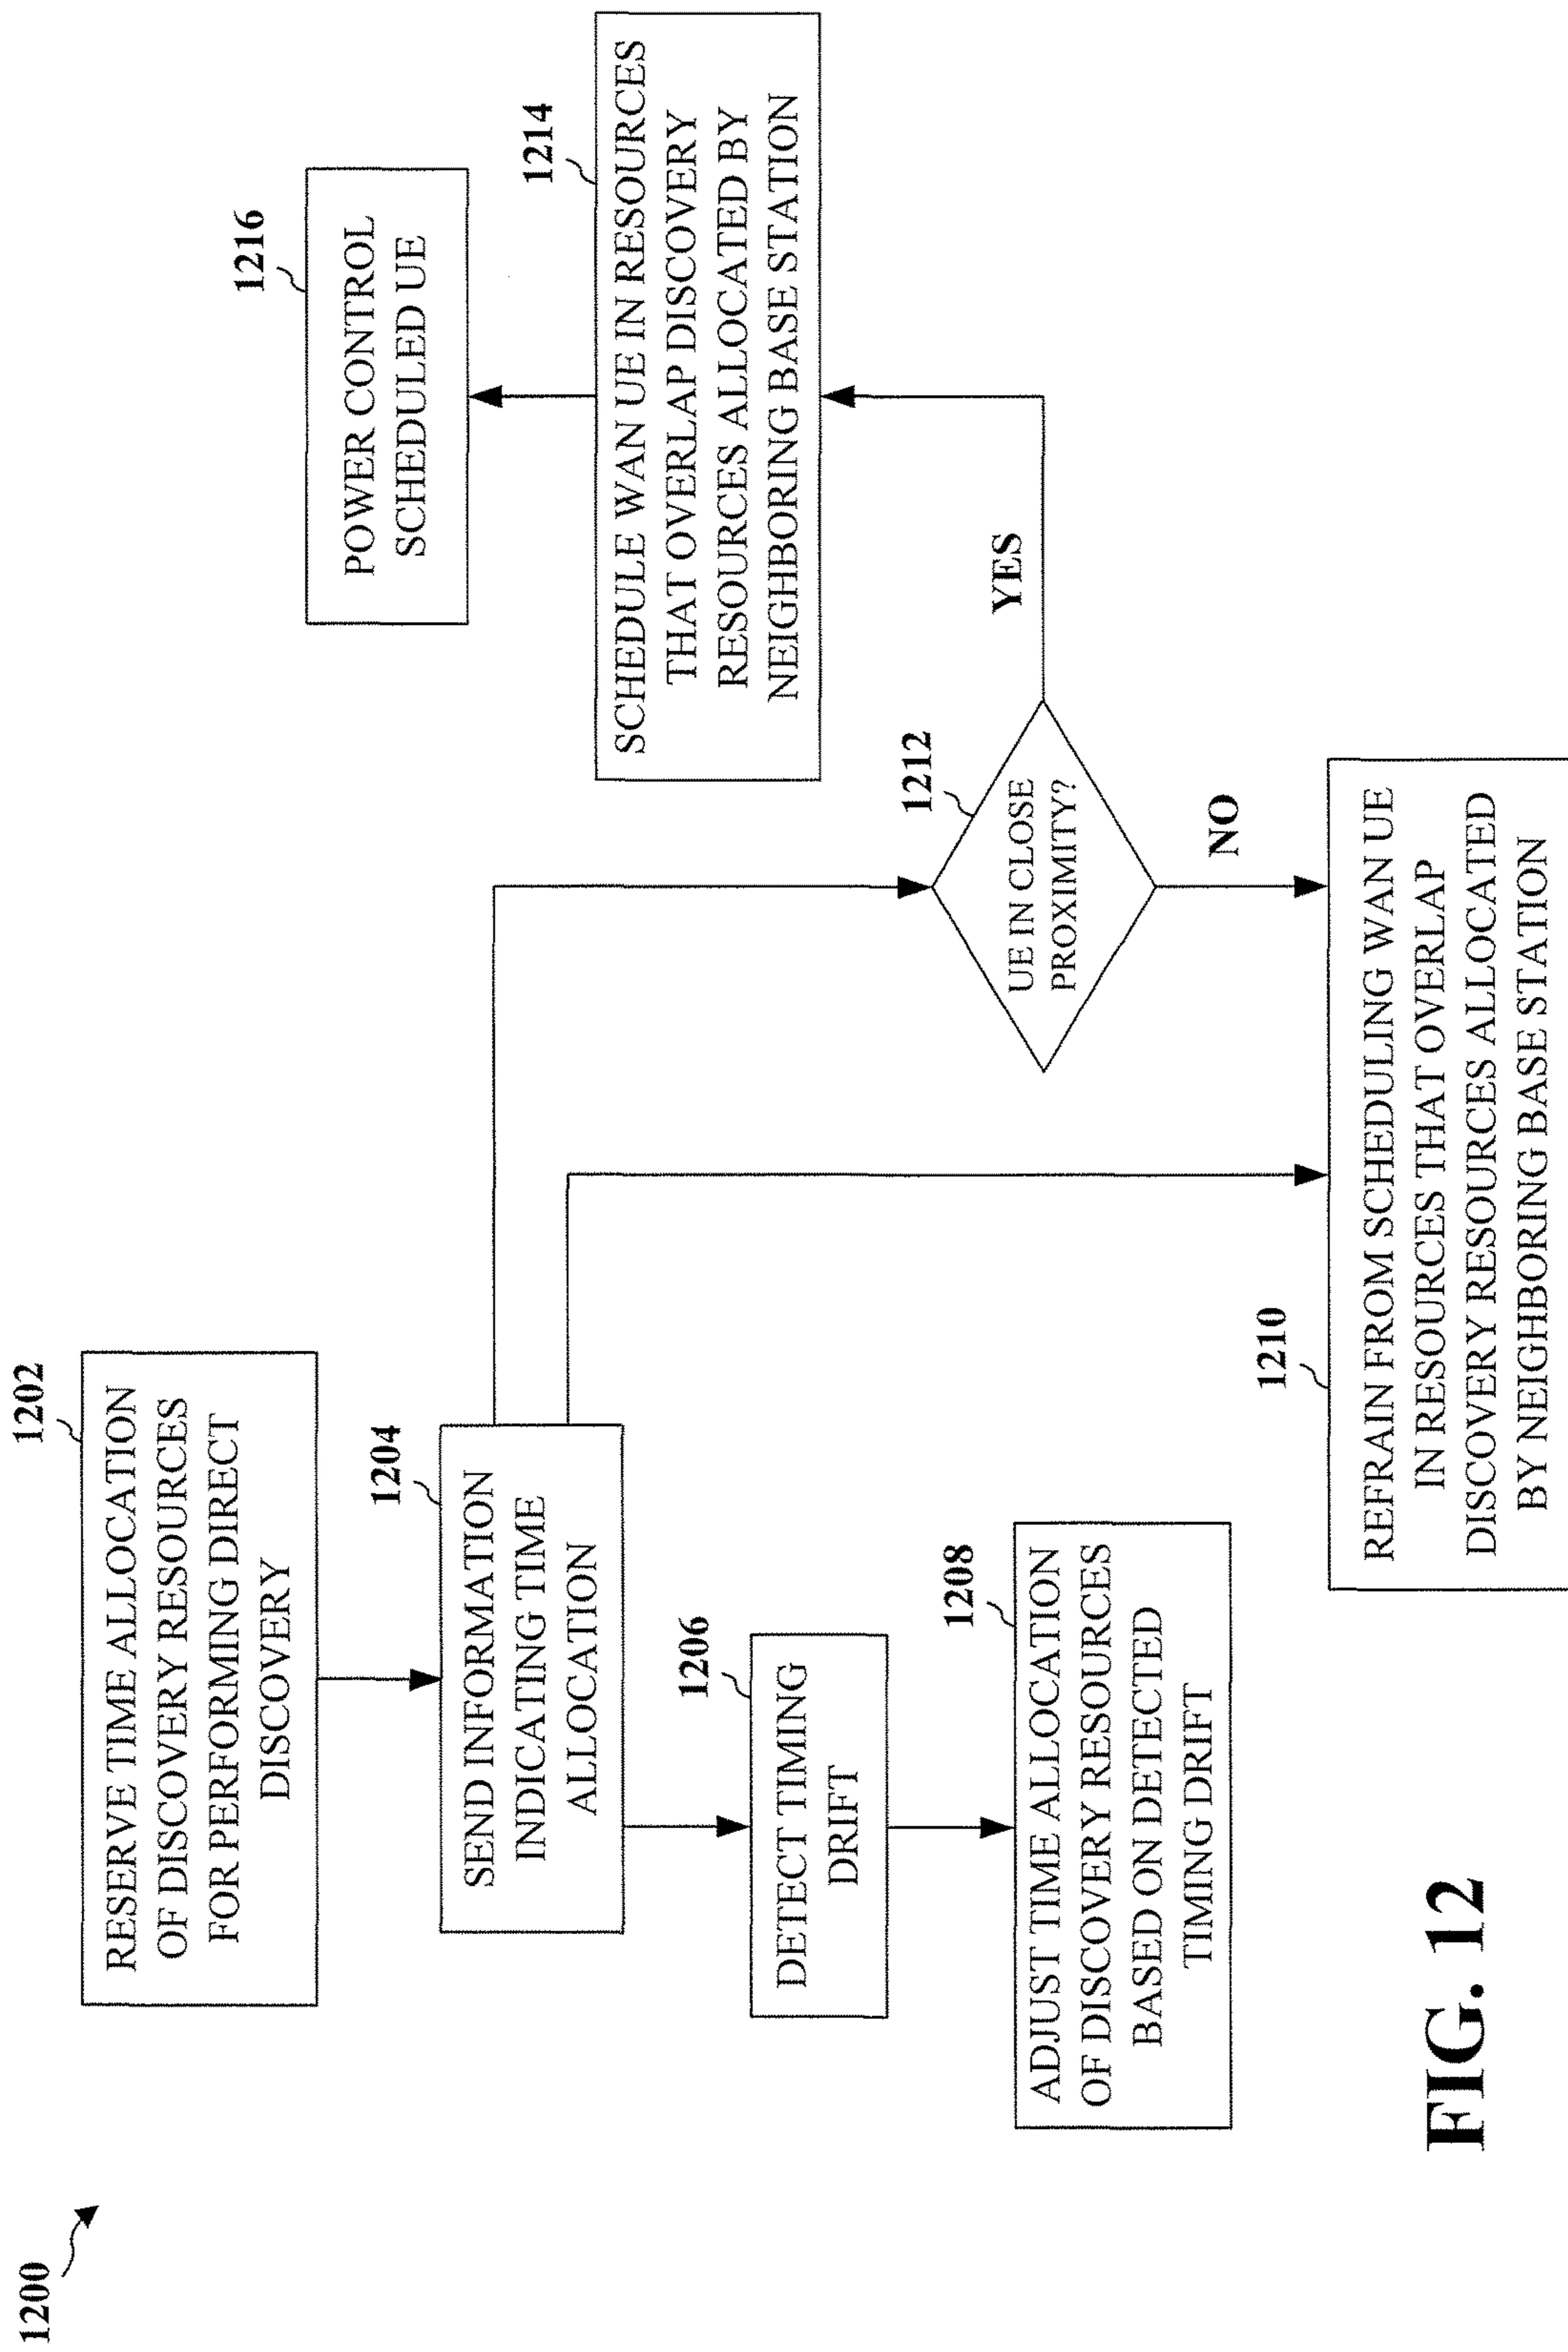 1200
1202
RESERVE TIME ALLOCATION
OF DISCOVERY RESOURCES
FOR PERFORMING DIRECT
DISCOVERY
1204
SEND INFORMATION
INDICATING TIME
ALLOCATION
1206
DETECT TIMING
DRIFT
1208
ADJUST TIME ALLOCATION
OF DISCOVERY RESOURCES
BASED ON DETECTED
TIMING DRIFT
1210
REFRAIN FROM SCHEDULING WAN UE
IN RESOURCES THAT OVERLAP
DISCOVERY RESOURCES ALLOCATED
BY NEIGHBORING BASE STATION
1212
UE IN CLOSE
PROXIMITY?
NO
YES
1214
SCHEDULE WAN UE IN RESOURCES
THAT OVERLAP DISCOVERY
RESOURCES ALLOCATED BY
NEIGHBORING BASE STATION
1216
POWER CONTROL
SCHEDULED UE
FIG. 12